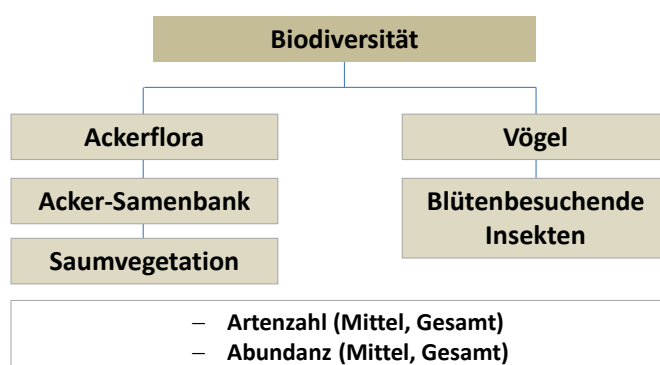 Biodiversität
Ackerflora
Acker-Samenbank
Saumvegetation
Vögel
Blütenbesuchende
Insekten
– Artenzahl (Mittel, Gesamt)
– Abundanz (Mittel, Gesamt)